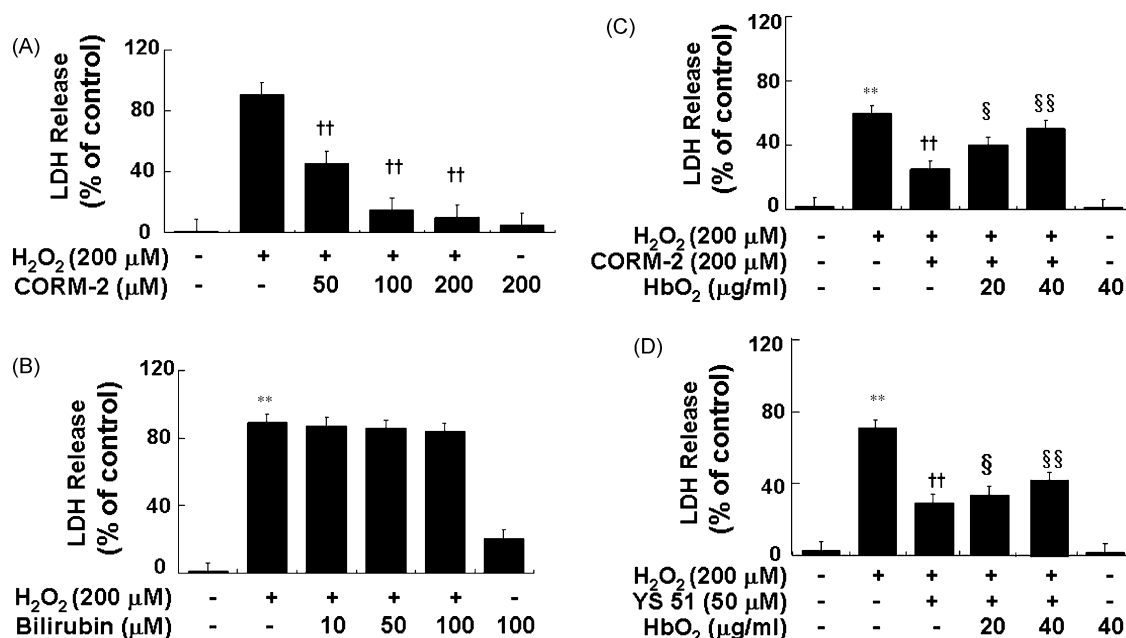 (A)
LDH Release
(% of control)
120
80
40
0
††
††
††
H₂O₂ (200 μM) - + + + + -
CORM-2 (μM) - - 50 100 200 200
(B)
LDH Release
(% of control)
120
80
40
0
**
H₂O₂ (200 μM) - + + + + -
Bilirubin (μM) - - 10 50 100 100
(C)
LDH Release
(% of control)
120
80
40
0
**
††
§
§§
H₂O₂ (200 μM) - + + + + -
CORM-2 (200 μM) - - + + + -
HbO₂ (μg/ml) - - - 20 40 40
(D)
LDH Release
(% of control)
120
80
40
0
**
††
§
§§
H₂O₂ (200 μM) - + + + + -
YS 51 (50 μM) - - + + + -
HbO₂ (μg/ml) - - - 20 40 40